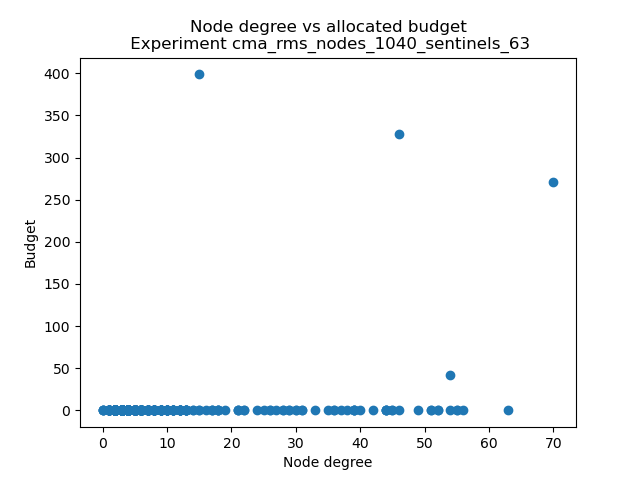 Node degree vs allocated budget
Experiment cma_rms_nodes_1040_sentinels_63
400
350
300
250
200
150
100
50
0
Budget
0 10 20 30 40 50 60 70
Node degree